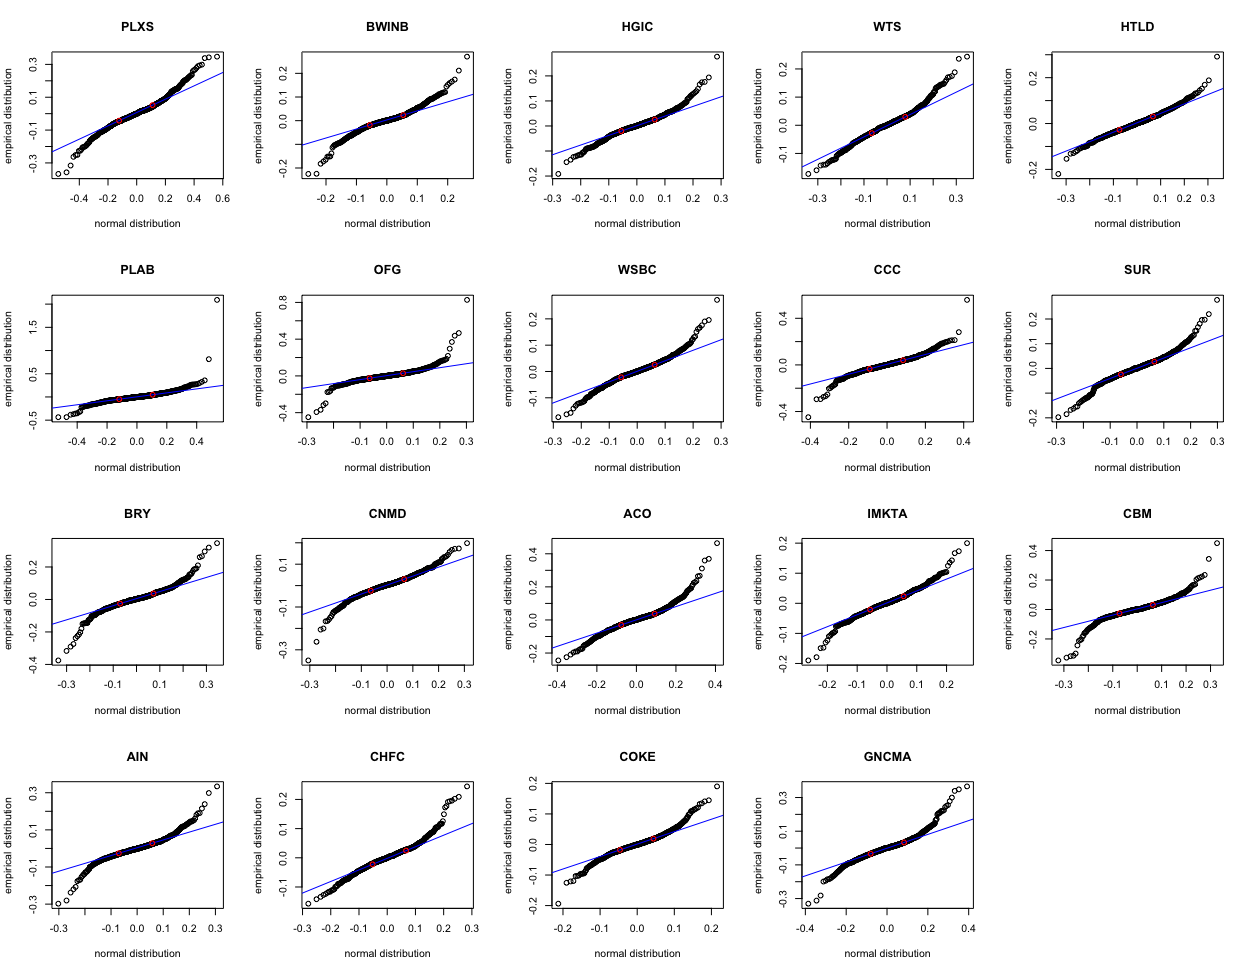 PLXS BWINB HGIC WTS HTLD
empirical distribution empirical distribution empirical distribution empirical distribution empirical distribution
-0.3 -0.1 0.1 0.3
-0.2 0.0 0.2
-0.2 0.0 0.2
-0.1 0.0 0.1 0.2
-0.2 0.0 0.2
-0.4 -0.2 0.0 0.2 0.4 0.6
-0.2 -0.1 0.0 0.2
-0.3 -0.2 -0.1 0.0 0.1 0.2 0.3
-0.3 -0.1 0.1 0.3
-0.3 -0.1 0.0 0.1 0.2 0.3
normal distribution normal distribution normal distribution normal distribution normal distribution
PLAB OFG WSBC CCC SUR
empirical distribution empirical distribution empirical distribution empirical distribution empirical distribution
-0.5 0.5 1.5
-0.4 0.0 0.4 0.8
-0.2 0.0 0.1 0.2
-0.4 0.0 0.4
-0.2 0.0 0.1 0.2
-0.4 -0.2 0.0 0.2 0.4
-0.3 -0.2 -0.1 0.0 0.1 0.2 0.3
-0.3 -0.1 0.0 0.1 0.2 0.3
-0.4 -0.2 0.0 0.2 0.4
-0.3 -0.1 0.0 0.1 0.2 0.3
normal distribution normal distribution normal distribution normal distribution normal distribution
BRY CNMD ACO IMKTA CBM
empirical distribution empirical distribution empirical distribution empirical distribution empirical distribution
-0.4 -0.2 0.0 0.2
-0.3 -0.1 0.1
-0.2 0.0 0.2 0.4
-0.2 -0.1 0.0 0.1 0.2
-0.2 0.0 0.2 0.4
-0.3 -0.1 0.1 0.3
-0.3 -0.2 -0.1 0.0 0.1 0.2 0.3
-0.4 -0.2 0.0 0.2 0.4
-0.2 -0.1 0.0 0.1 0.2
-0.3 -0.1 0.1 0.2 0.3
normal distribution normal distribution normal distribution normal distribution normal distribution
AIN CHFC COKE GNCMA
empirical distribution empirical distribution empirical distribution empirical distribution
-0.3 -0.1 0.1 0.3
-0.1 0.0 0.1 0.2
-0.2 -0.1 0.0 0.1 0.2
-0.3 -0.1 0.1 0.3
-0.3 -0.1 0.0 0.1 0.2 0.3
-0.3 -0.2 -0.1 0.0 0.1 0.2 0.3
-0.2 -0.1 0.0 0.1 0.2
-0.4 -0.2 0.0 0.2 0.4
normal distribution normal distribution normal distribution normal distribution